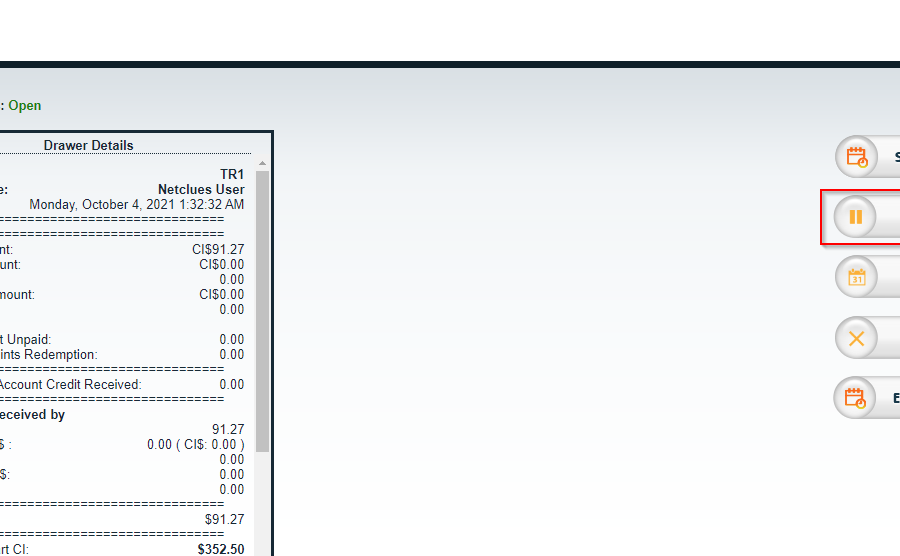 : Open
Drawer Details
TR1
e: Netclues User
Monday, October 4, 2021 1:32:32 AM
==============================
==============================
nt: CI$91.27
unt: CI$0.00
0.00
mount: CI$0.00
0.00
t Unpaid: 0.00
ints Redemption: 0.00
==============================
Account Credit Received: 0.00
==============================
eceived by
91.27
$ : 0.00 ( CI$: 0.00 )
0.00
$: 0.00
0.00
==============================
$91.27
==============================
rt CI: $352.50
S
31
E